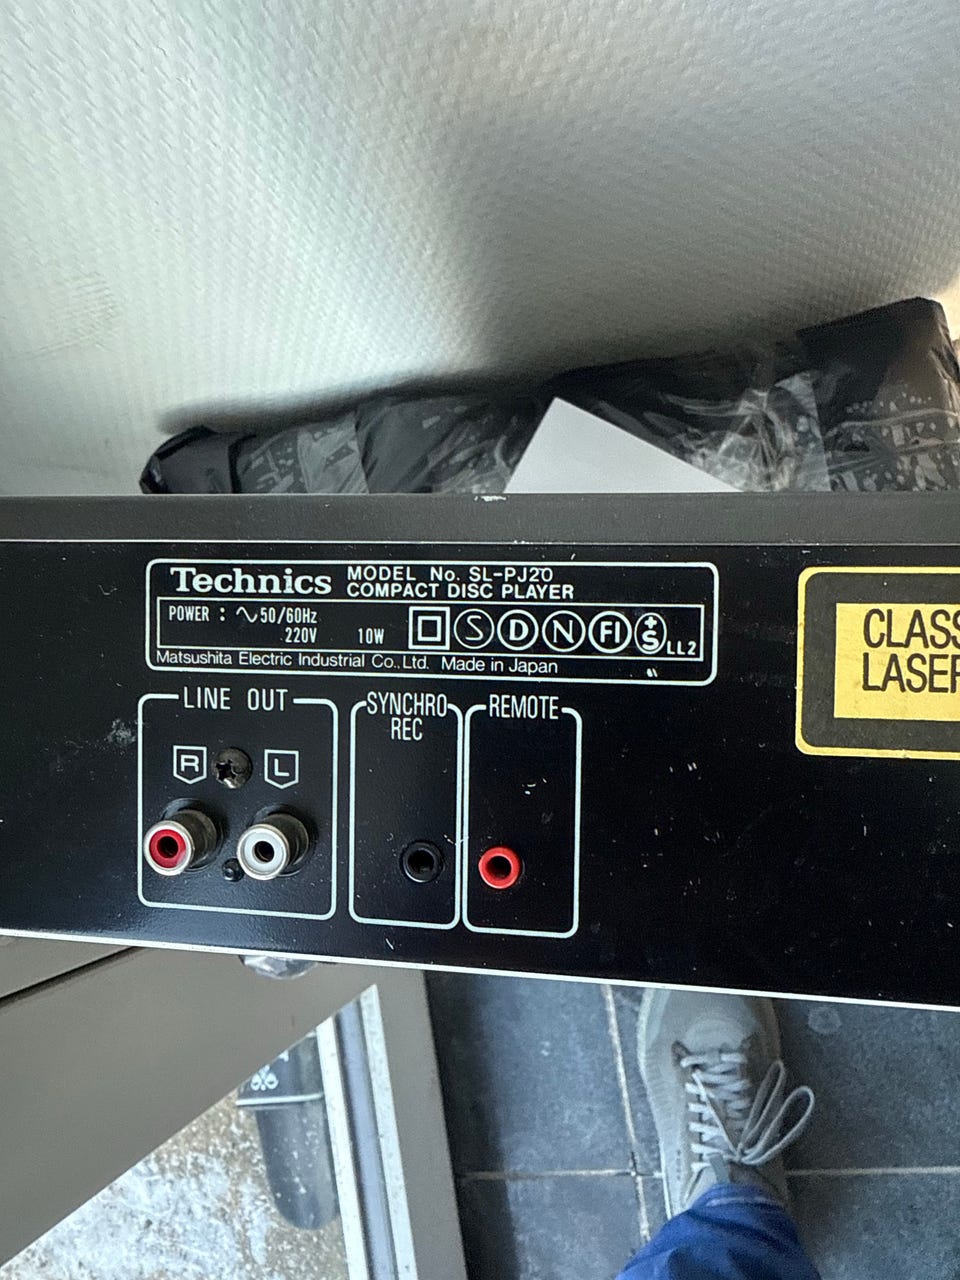 Technics
MODEL No. SL-PJ20
COMPACT DISC PLAYER
POWER : ∿50/60Hz
220V 10W
S D N FI +S LL2
Matsushita Electric Industrial Co., Ltd. Made in Japan
CLASS
LASER
LINE OUT
SYNCHRO
REC
REMOTE
R L